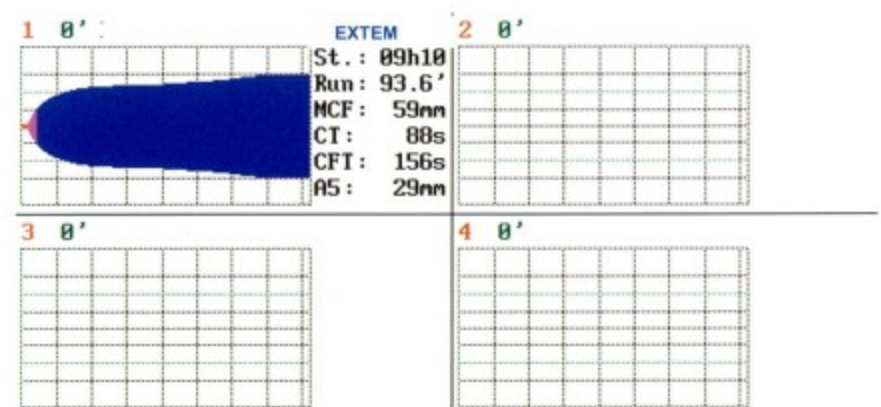 1 0'
EXTEM
St.: 09h10
Run: 93.6'
MCF: 59mm
CT: 88s
CFT: 156s
A5: 29mm
2 0'
3 0'
4 0'